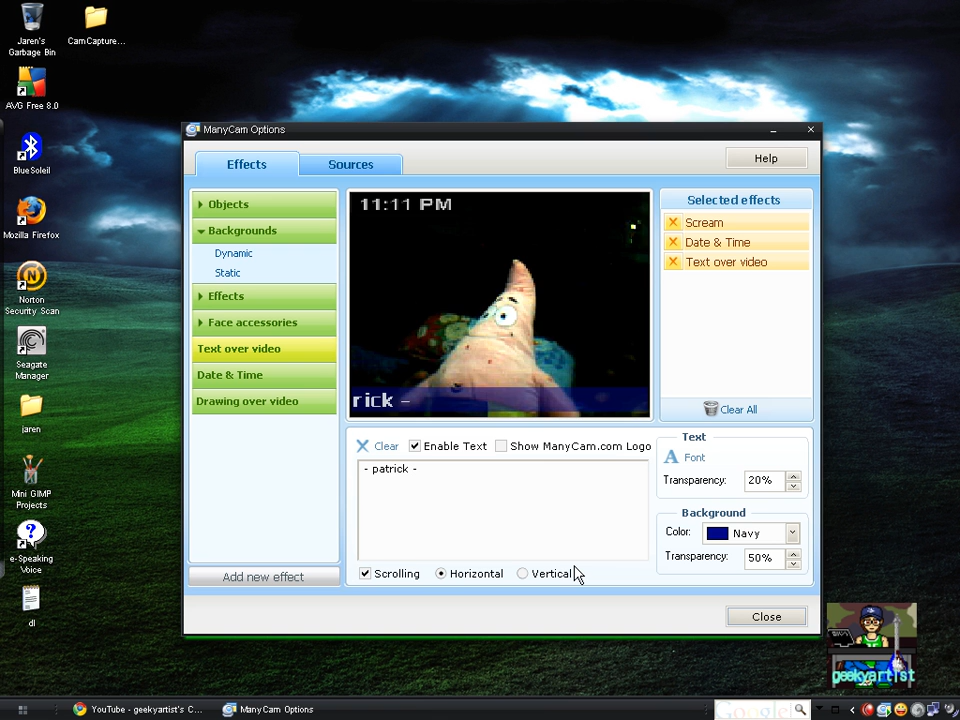 Jaren's
Garbage Bin
CamCapture...
AVG Free 8.0
BlueSoleil
Mozilla Firefox
Norton
Security Scan
Seagate
Manager
jaren
Mini GIMP
Projects
e-Speaking
Voice
dl
ManyCam Options
Effects
Sources
Help
Objects
Backgrounds
Dynamic
Static
Effects
Face accessories
Text over video
Date & Time
Drawing over video
Add new effect
11:11 PM
rick -
Selected effects
Scream
Date & Time
Text over video
Clear All
Clear
Enable Text
Show ManyCam.com Logo
- patrick -
Scrolling
Horizontal
Vertical
Text
A Font
Transparency: 20%
Background
Color: Navy
Transparency: 50%
Close
geekyartist
YouTube - geekyartist's C...
ManyCam Options
Google